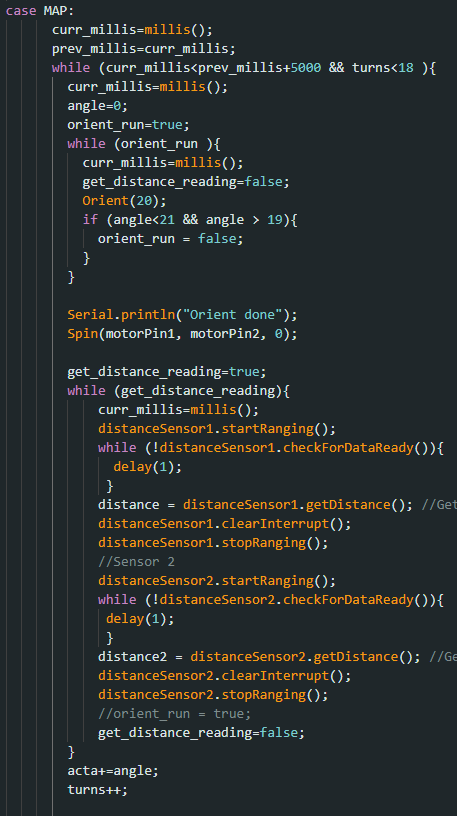 case MAP:
curr_millis=millis();
prev_millis=curr_millis;
while (curr_millis<prev_millis+5000 && turns<18 ){
curr_millis=millis();
angle=0;
orient_run=true;
while (orient_run ){
curr_millis=millis();
get_distance_reading=false;
Orient(20);
if (angle<21 && angle > 19){
orient_run = false;
}
}
Serial.println("Orient done");
Spin(motorPin1, motorPin2, 0);
get_distance_reading=true;
while (get_distance_reading){
curr_millis=millis();
distanceSensor1.startRanging();
while (!distanceSensor1.checkForDataReady()){
delay(1);
}
distance = distanceSensor1.getDistance(); //Get
distanceSensor1.clearInterrupt();
distanceSensor1.stopRanging();
//Sensor 2
distanceSensor2.startRanging();
while (!distanceSensor2.checkForDataReady()){
delay(1);
}
distance2 = distanceSensor2.getDistance(); //Ge
distanceSensor2.clearInterrupt();
distanceSensor2.stopRanging();
//orient_run = true;
get_distance_reading=false;
}
acta+=angle;
turns++;